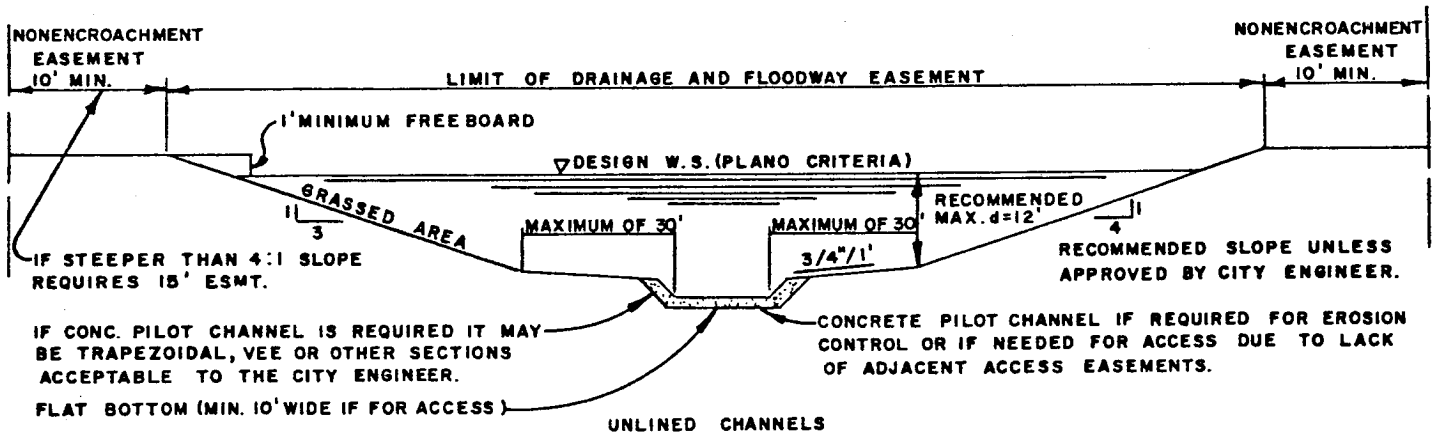 NONENCROACHMENT
EASEMENT
10' MIN.
LIMIT OF DRAINAGE AND FLOODWAY EASEMENT
NONENCROACHMENT
EASEMENT
10' MIN.
1' MINIMUM FREEBOARD
DESIGN W.S. (PLANO CRITERIA)
GRASSED AREA
1
3
MAXIMUM OF 30'
MAXIMUM OF 30'
RECOMMENDED
MAX. d=12'
1
4
3/4"/1'
IF STEEPER THAN 4:1 SLOPE
REQUIRES 15' ESMT.
RECOMMENDED SLOPE UNLESS
APPROVED BY CITY ENGINEER.
IF CONC. PILOT CHANNEL IS REQUIRED IT MAY
BE TRAPEZOIDAL, VEE OR OTHER SECTIONS
ACCEPTABLE TO THE CITY ENGINEER.
CONCRETE PILOT CHANNEL IF REQUIRED FOR EROSION
CONTROL OR IF NEEDED FOR ACCESS DUE TO LACK
OF ADJACENT ACCESS EASEMENTS.
FLAT BOTTOM (MIN. 10' WIDE IF FOR ACCESS)
UNLINED CHANNELS